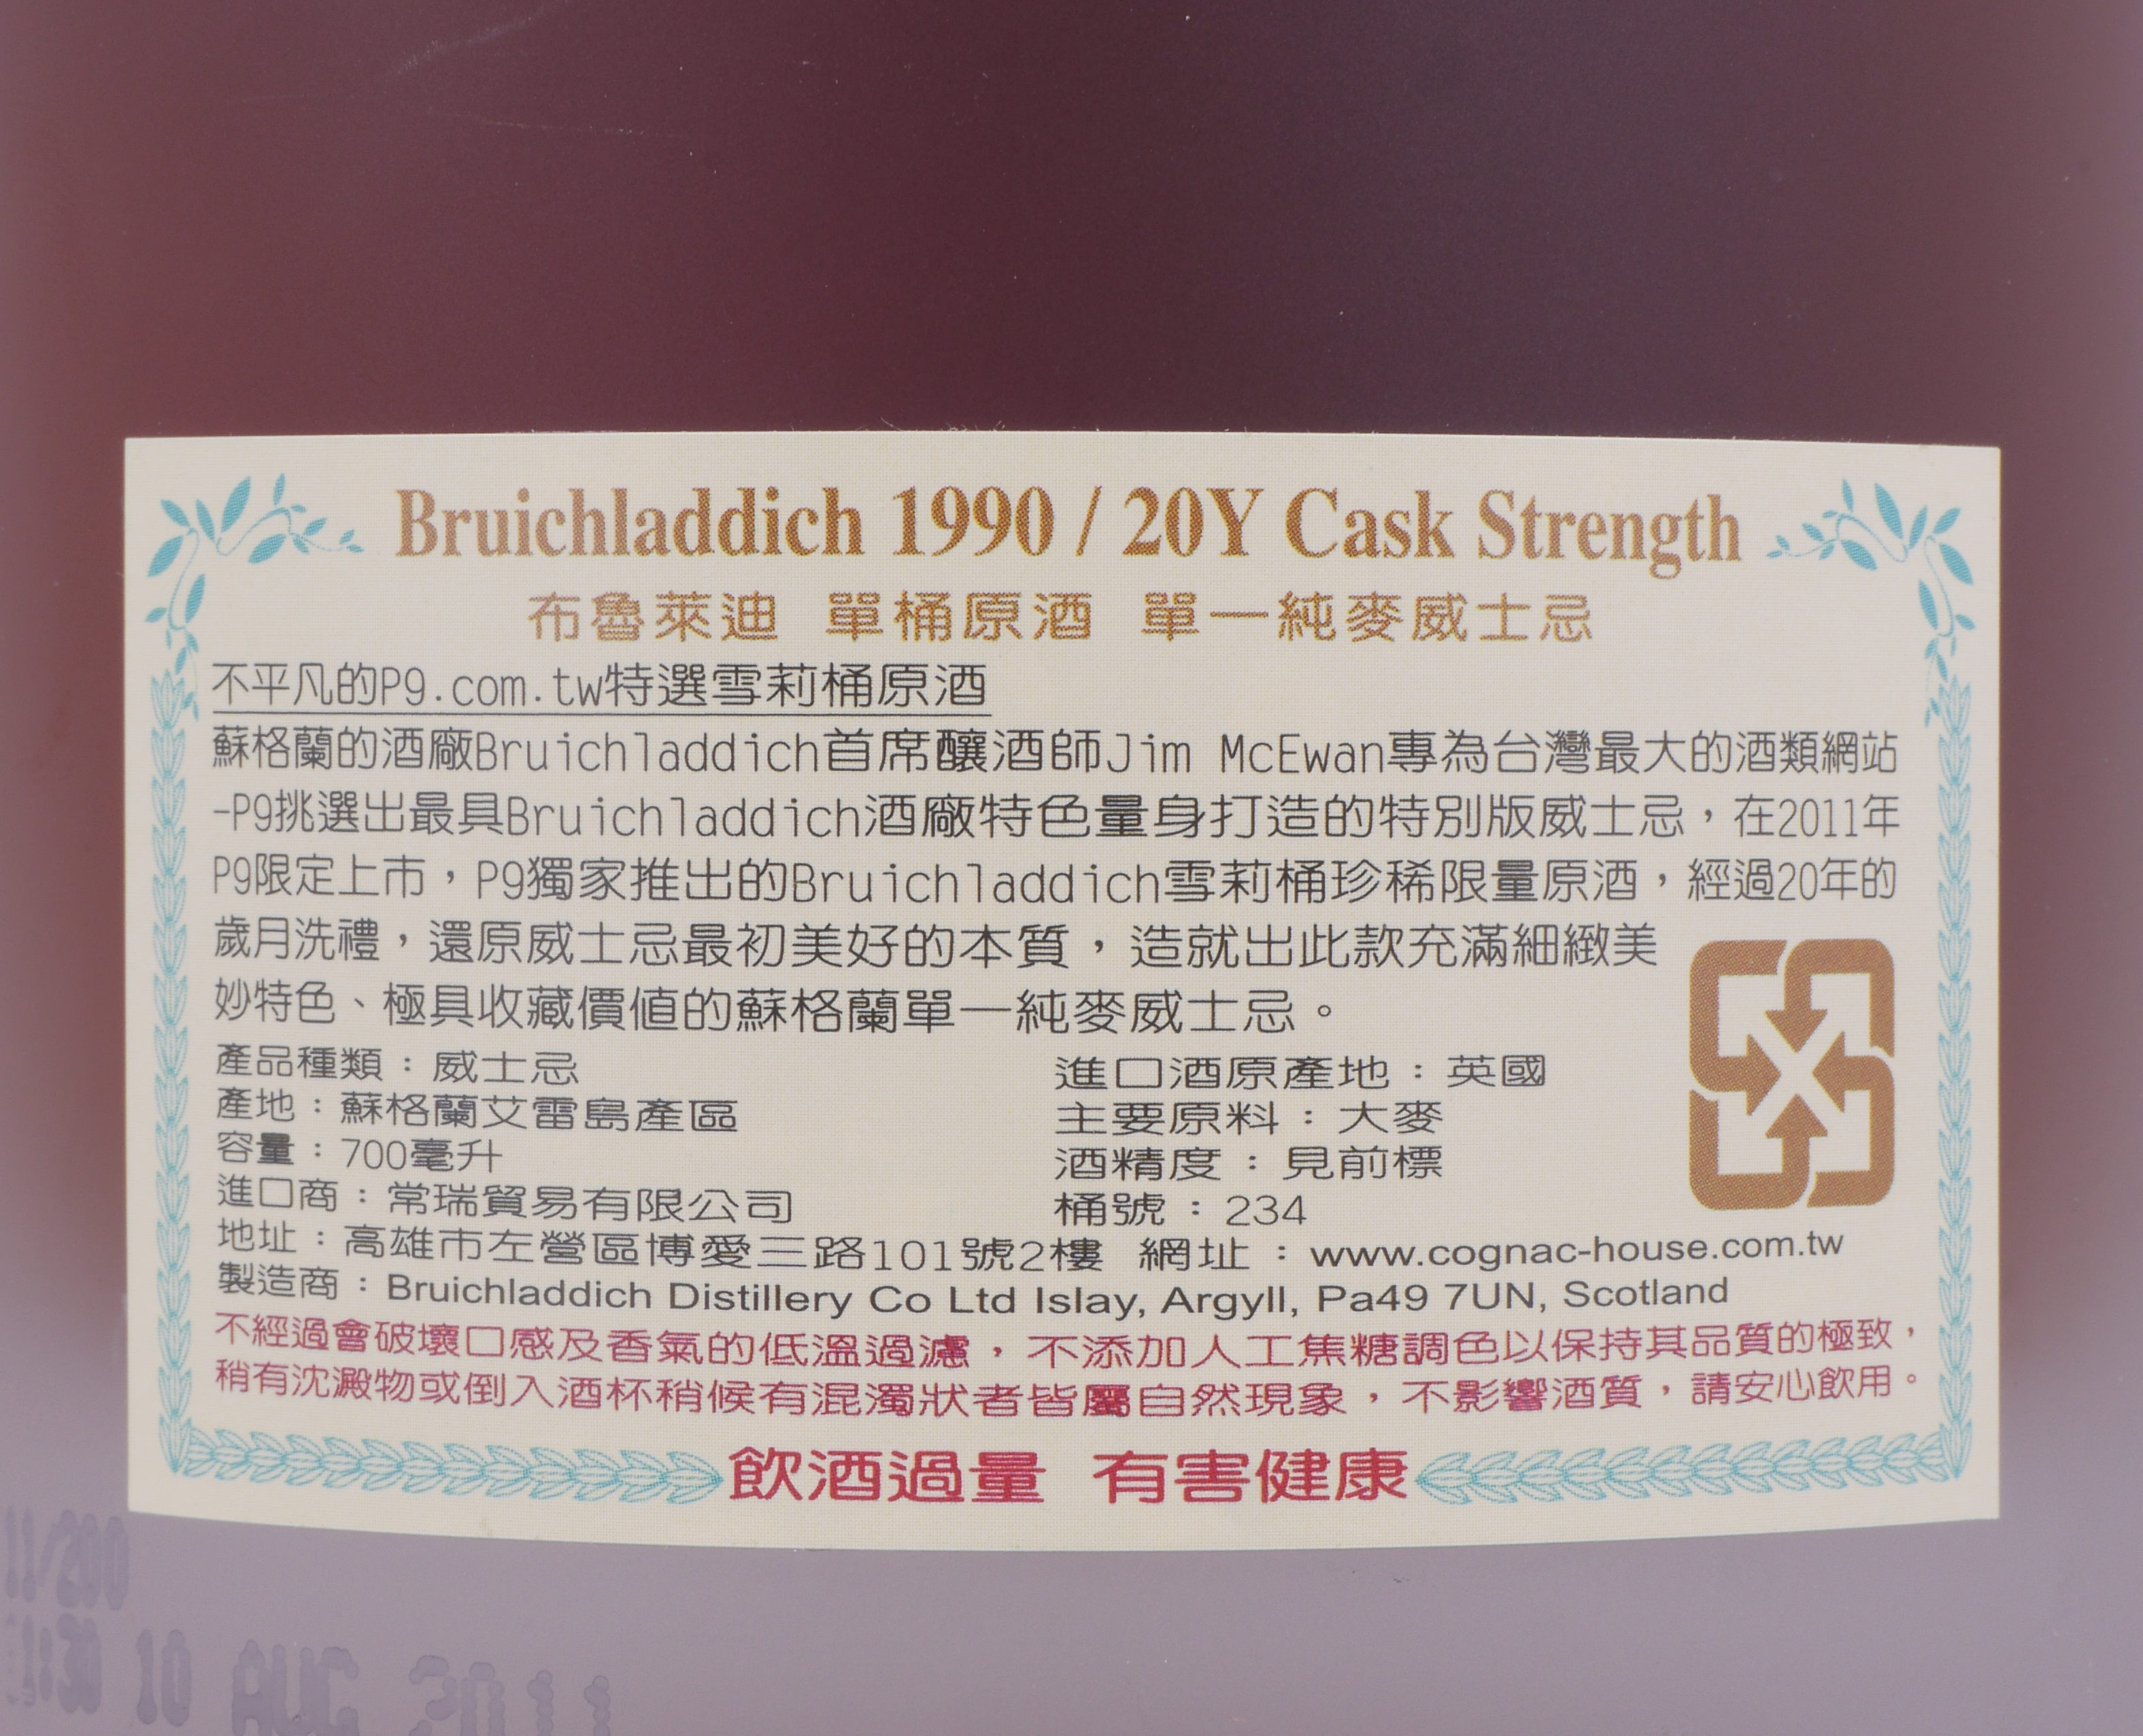 Bruichladdich 1990 / 20Y Cask Strength
布魯萊迪 單桶原酒 單一純麥威士忌
不平凡的P9.com.tw特選雪莉桶原酒
蘇格蘭的酒廠Bruichladdich首席釀酒師Jim McEwan專為台灣最大的酒類網站
-P9挑選出最具Bruichladdich酒廠特色量身打造的特別版威士忌，在2011年
P9限定上市，P9獨家推出的Bruichladdich雪莉桶珍稀限量原酒，經過20年的
歲月洗禮，還原威士忌最初美好的本質，造就出此款充滿細緻美
妙特色、極具收藏價值的蘇格蘭單一純麥威士忌。
產品種類：威士忌 進口酒原產地：英國
產地：蘇格蘭艾雷島產區 主要原料：大麥
容量：700毫升 酒精度：見前標
進口商：常瑞貿易有限公司 桶號：234
地址：高雄市左營區博愛三路101號2樓 網址：www.cognac-house.com.tw
製造商：Bruichladdich Distillery Co Ltd Islay, Argyll, Pa49 7UN, Scotland
不經過會破壞口感及香氣的低溫過濾，不添加人工焦糖調色以保持其品質的極致，
稍有沈澱物或倒入酒杯稍候有混濁狀者皆屬自然現象，不影響酒質，請安心飲用。
飲酒過量 有害健康